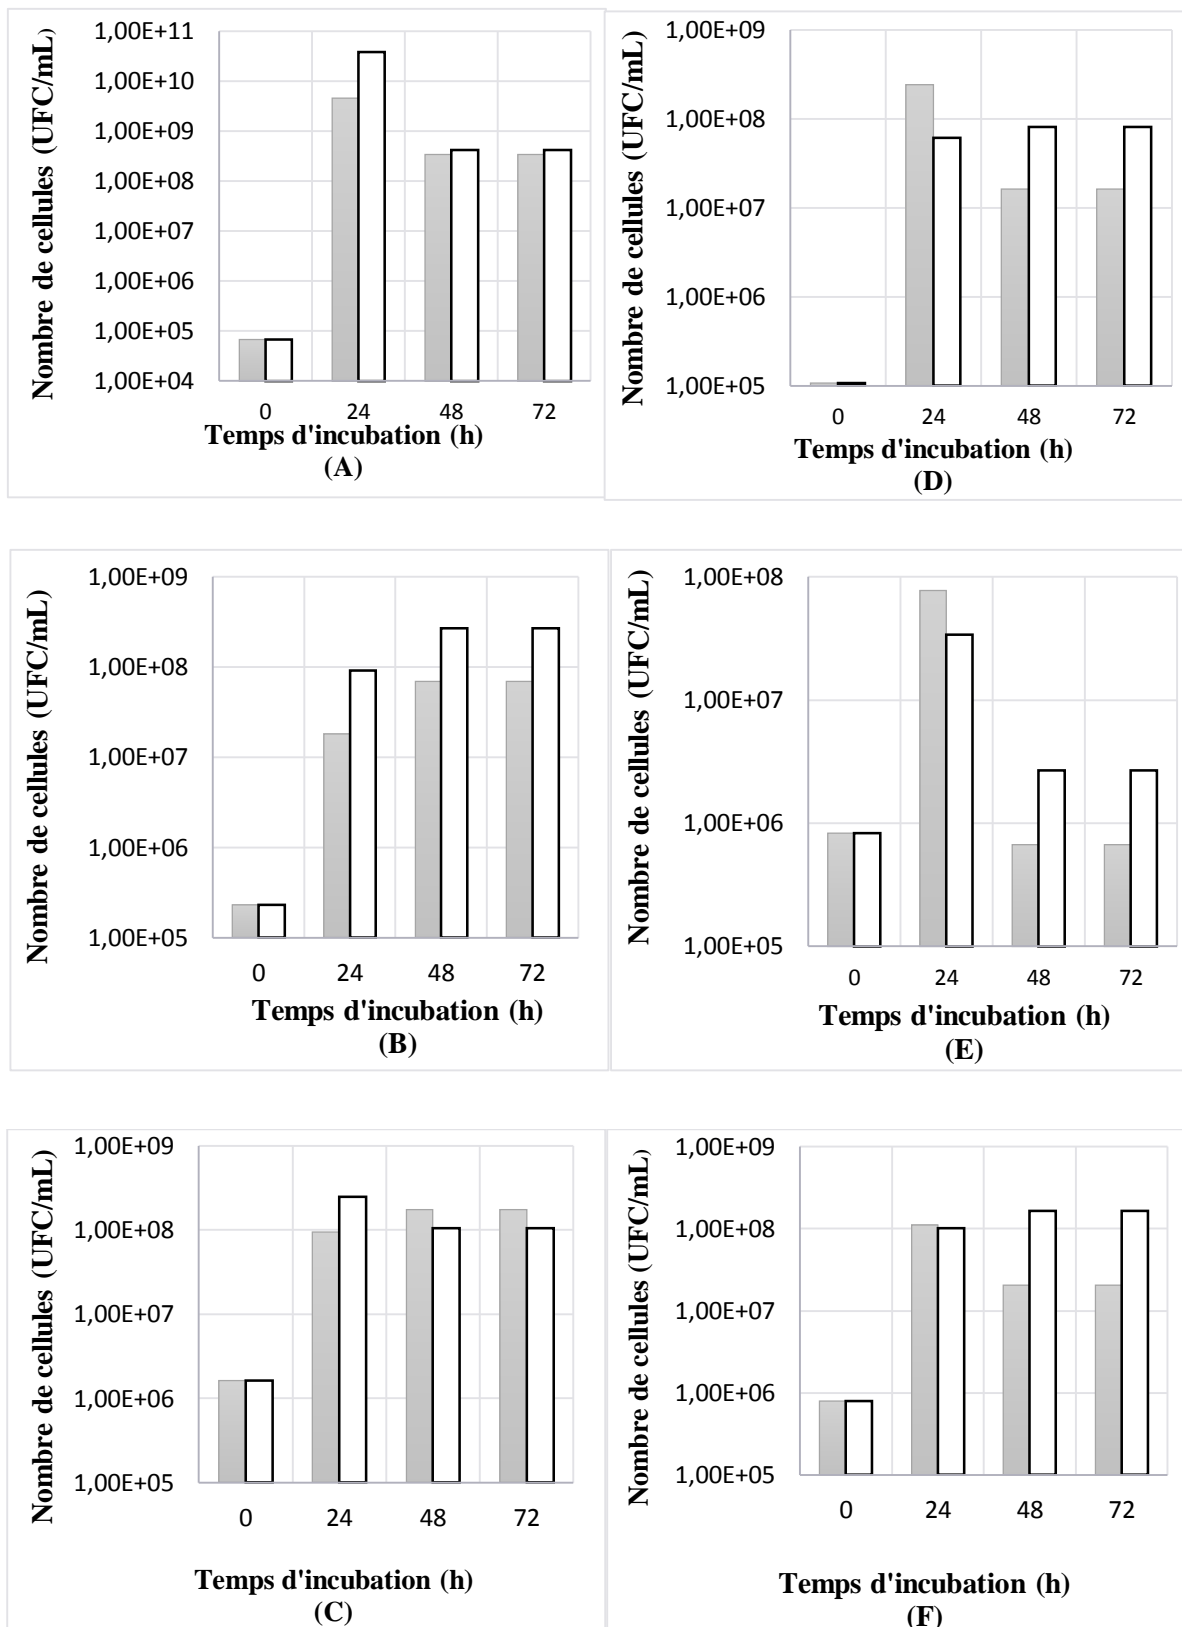 Nombre de cellules (UFC/mL)
1,00E+11
1,00E+10
1,00E+09
1,00E+08
1,00E+07
1,00E+06
1,00E+05
1,00E+04
0 24 48 72
Temps d'incubation (h)
(A)
Nombre de cellules (UFC/mL)
1,00E+09
1,00E+08
1,00E+07
1,00E+06
1,00E+05
0 24 48 72
Temps d'incubation (h)
(D)
Nombre de cellules (UFC/mL)
1,00E+09
1,00E+08
1,00E+07
1,00E+06
1,00E+05
0 24 48 72
Temps d'incubation (h)
(B)
Nombre de cellules (UFC/mL)
1,00E+08
1,00E+07
1,00E+06
1,00E+05
0 24 48 72
Temps d'incubation (h)
(E)
Nombre de cellules (UFC/mL)
1,00E+09
1,00E+08
1,00E+07
1,00E+06
1,00E+05
0 24 48 72
Temps d'incubation (h)
(C)
Nombre de cellules (UFC/mL)
1,00E+09
1,00E+08
1,00E+07
1,00E+06
1,00E+05
0 24 48 72
Temps d'incubation (h)
(F)